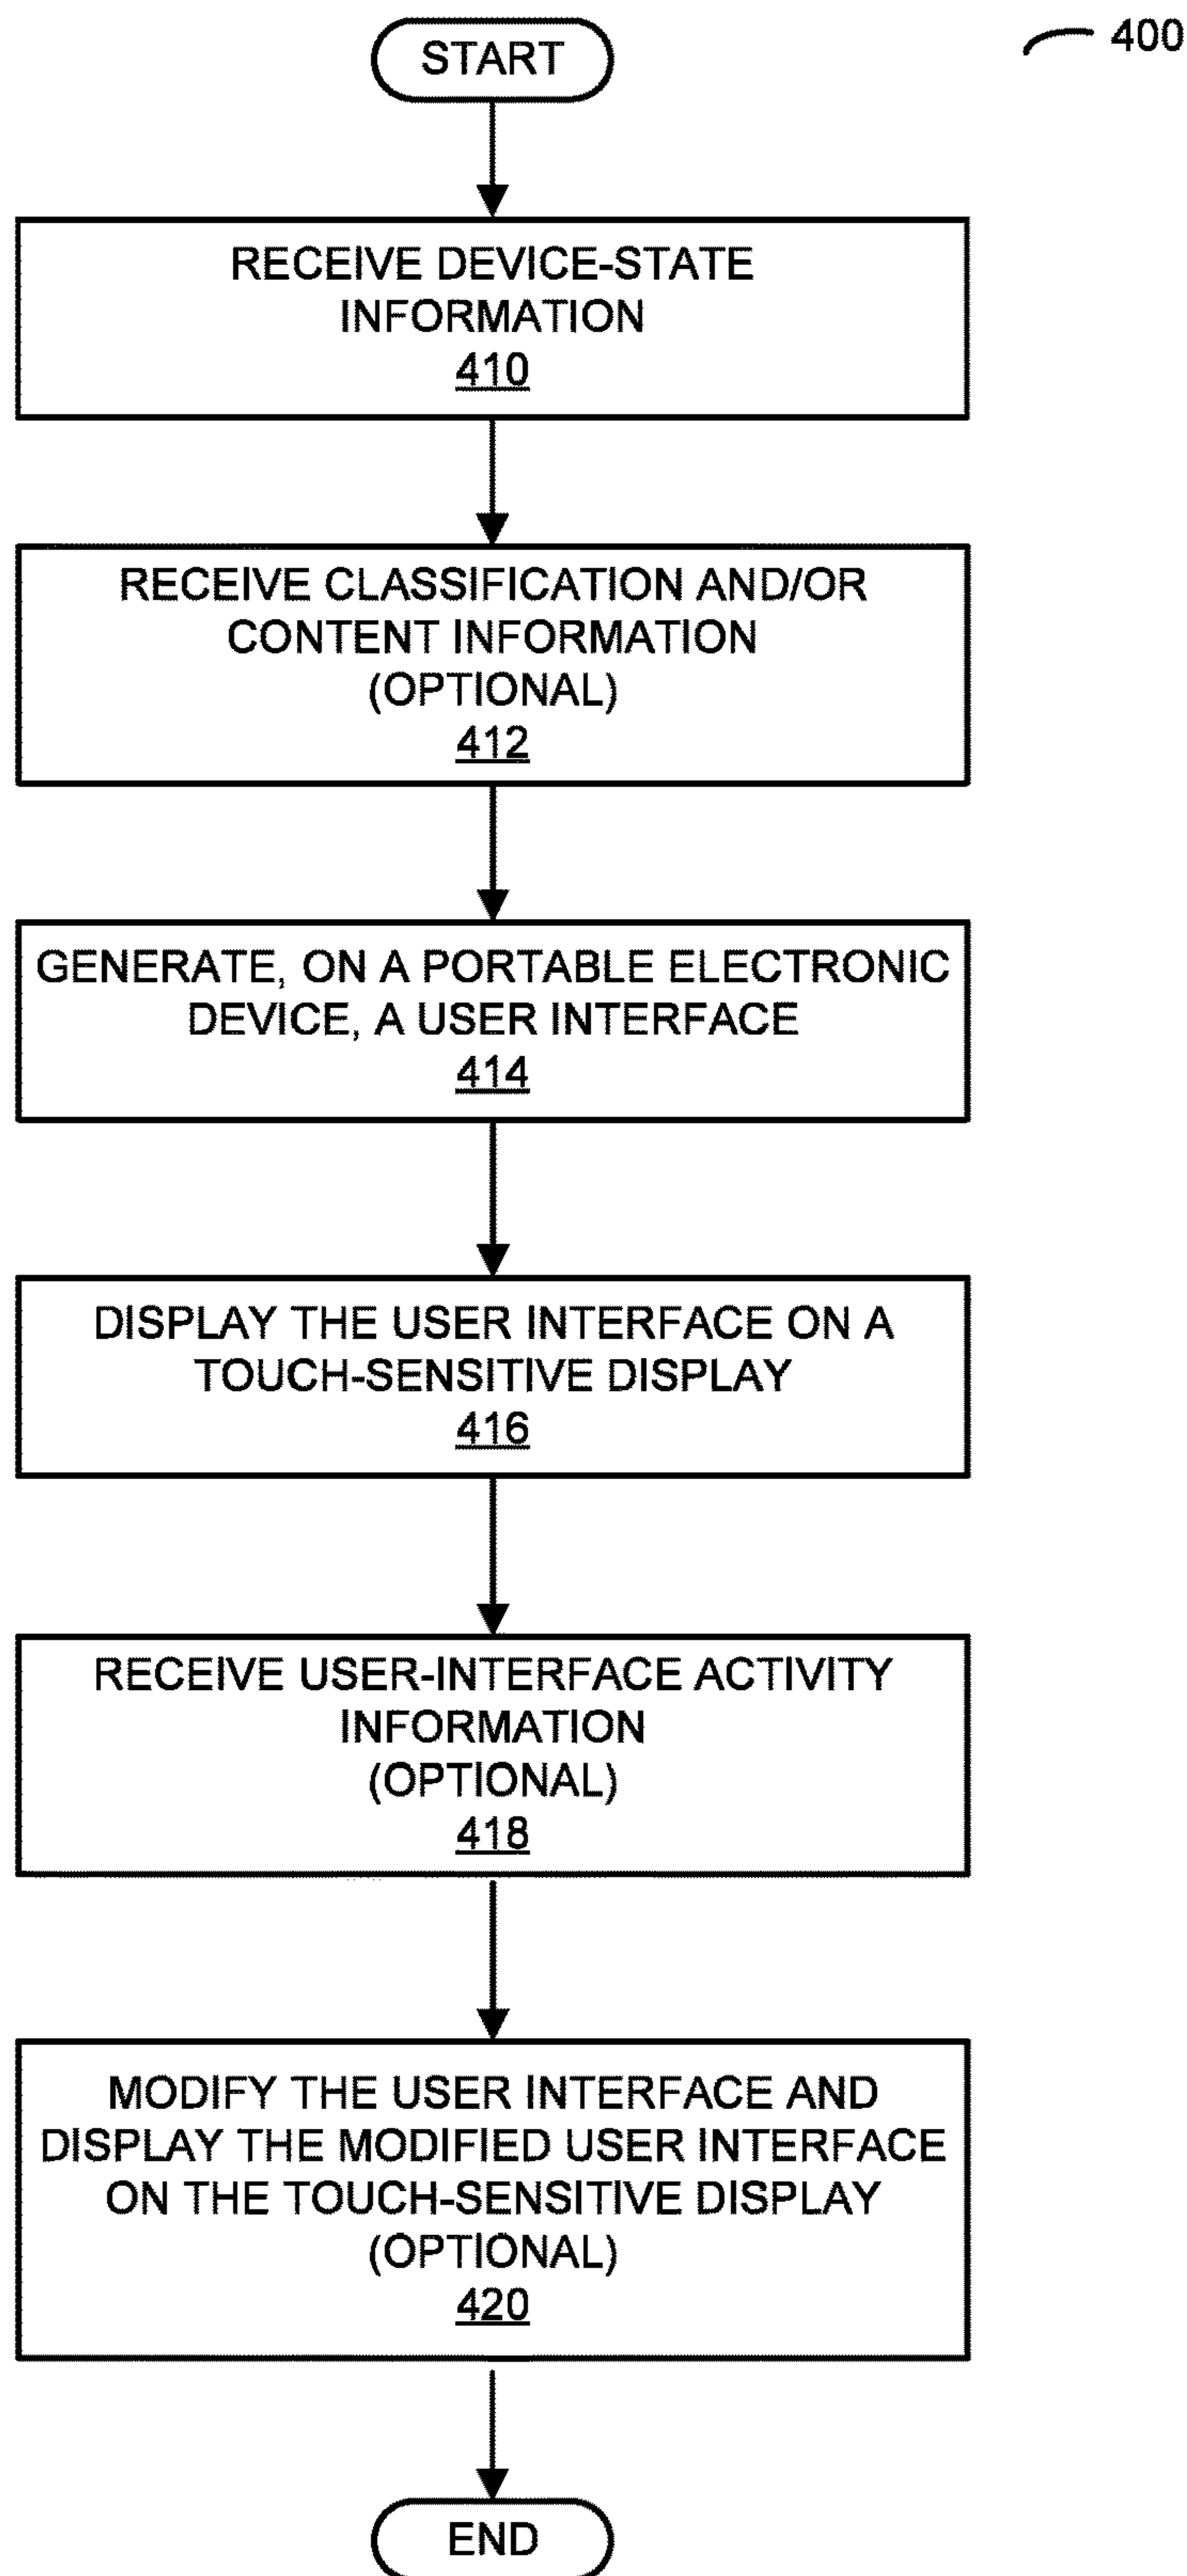 START
400
RECEIVE DEVICE-STATE
INFORMATION
410
RECEIVE CLASSIFICATION AND/OR
CONTENT INFORMATION
(OPTIONAL)
412
GENERATE, ON A PORTABLE ELECTRONIC
DEVICE, A USER INTERFACE
414
DISPLAY THE USER INTERFACE ON A
TOUCH-SENSITIVE DISPLAY
416
RECEIVE USER-INTERFACE ACTIVITY
INFORMATION
(OPTIONAL)
418
MODIFY THE USER INTERFACE AND
DISPLAY THE MODIFIED USER INTERFACE
ON THE TOUCH-SENSITIVE DISPLAY
(OPTIONAL)
420
END